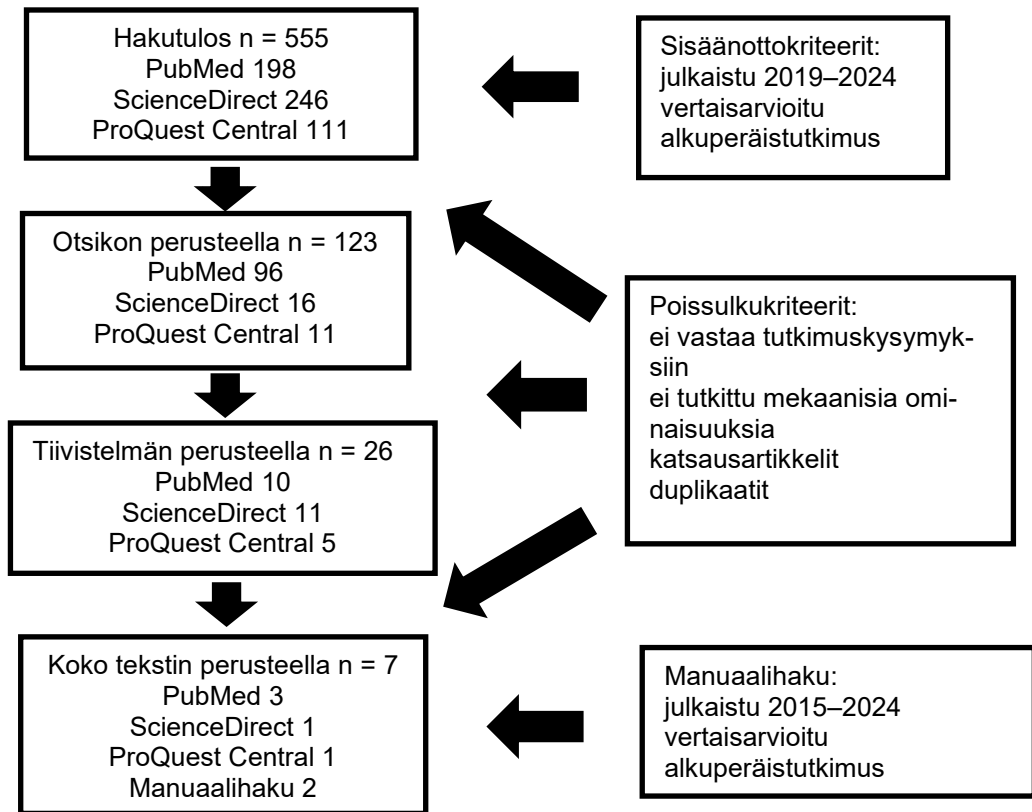 Hakutulos n = 555
PubMed 198
ScienceDirect 246
ProQuest Central 111
Sisäänottokriteerit:
julkaistu 2019–2024
vertaisarvioitu
alkuperäistutkimus
Otsikon perusteella n = 123
PubMed 96
ScienceDirect 16
ProQuest Central 11
Poissulkukriteerit:
ei vastaa tutkimuskysymyk-
siin
ei tutkittu mekaanisia omi-
naisuuksia
katsausartikkelit
duplikaatit
Tiivistelmän perusteella n = 26
PubMed 10
ScienceDirect 11
ProQuest Central 5
Koko tekstin perusteella n = 7
PubMed 3
ScienceDirect 1
ProQuest Central 1
Manuaalihaku 2
Manuaalihaku:
julkaistu 2015–2024
vertaisarvioitu
alkuperäistutkimus